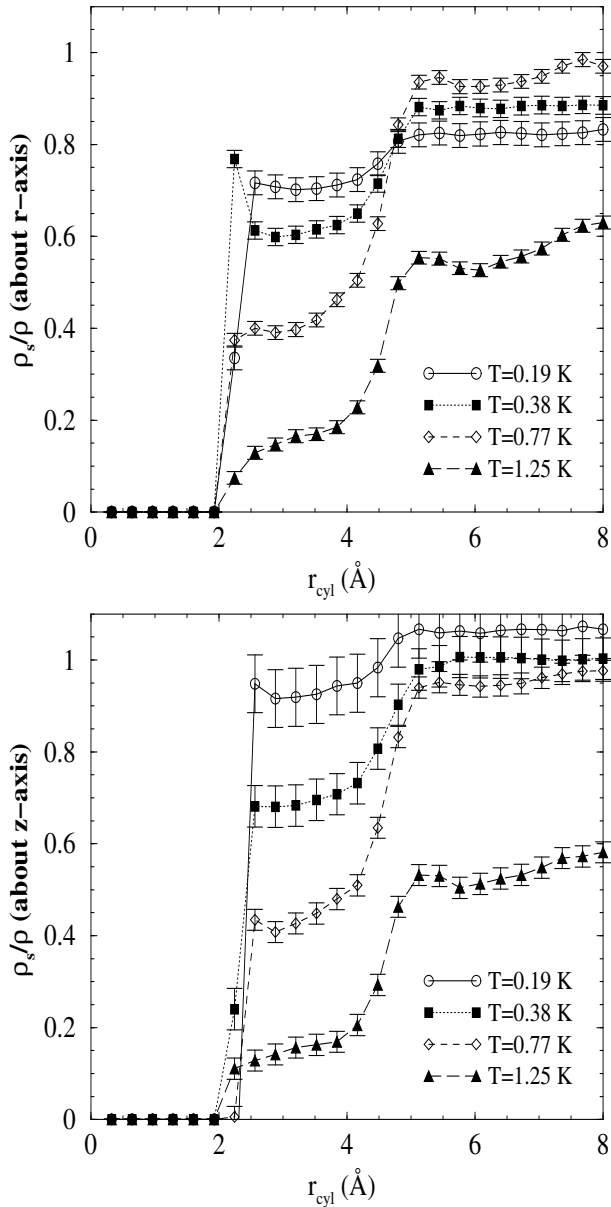 1
0.8
0.6
0.4
0.2
0
ρs/ρ (about r−axis)
T=0.19 K
T=0.38 K
T=0.77 K
T=1.25 K
0 2 4 6 8
rcyl (Å)
1
0.8
0.6
0.4
0.2
0
ρs/ρ (about z−axis)
T=0.19 K
T=0.38 K
T=0.77 K
T=1.25 K
0 2 4 6 8
rcyl (Å)